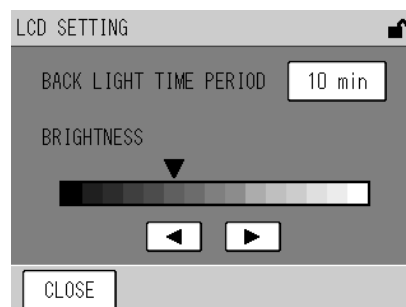 LCD SETTING
BACK LIGHT TIME PERIOD 10 min
BRIGHTNESS
CLOSE